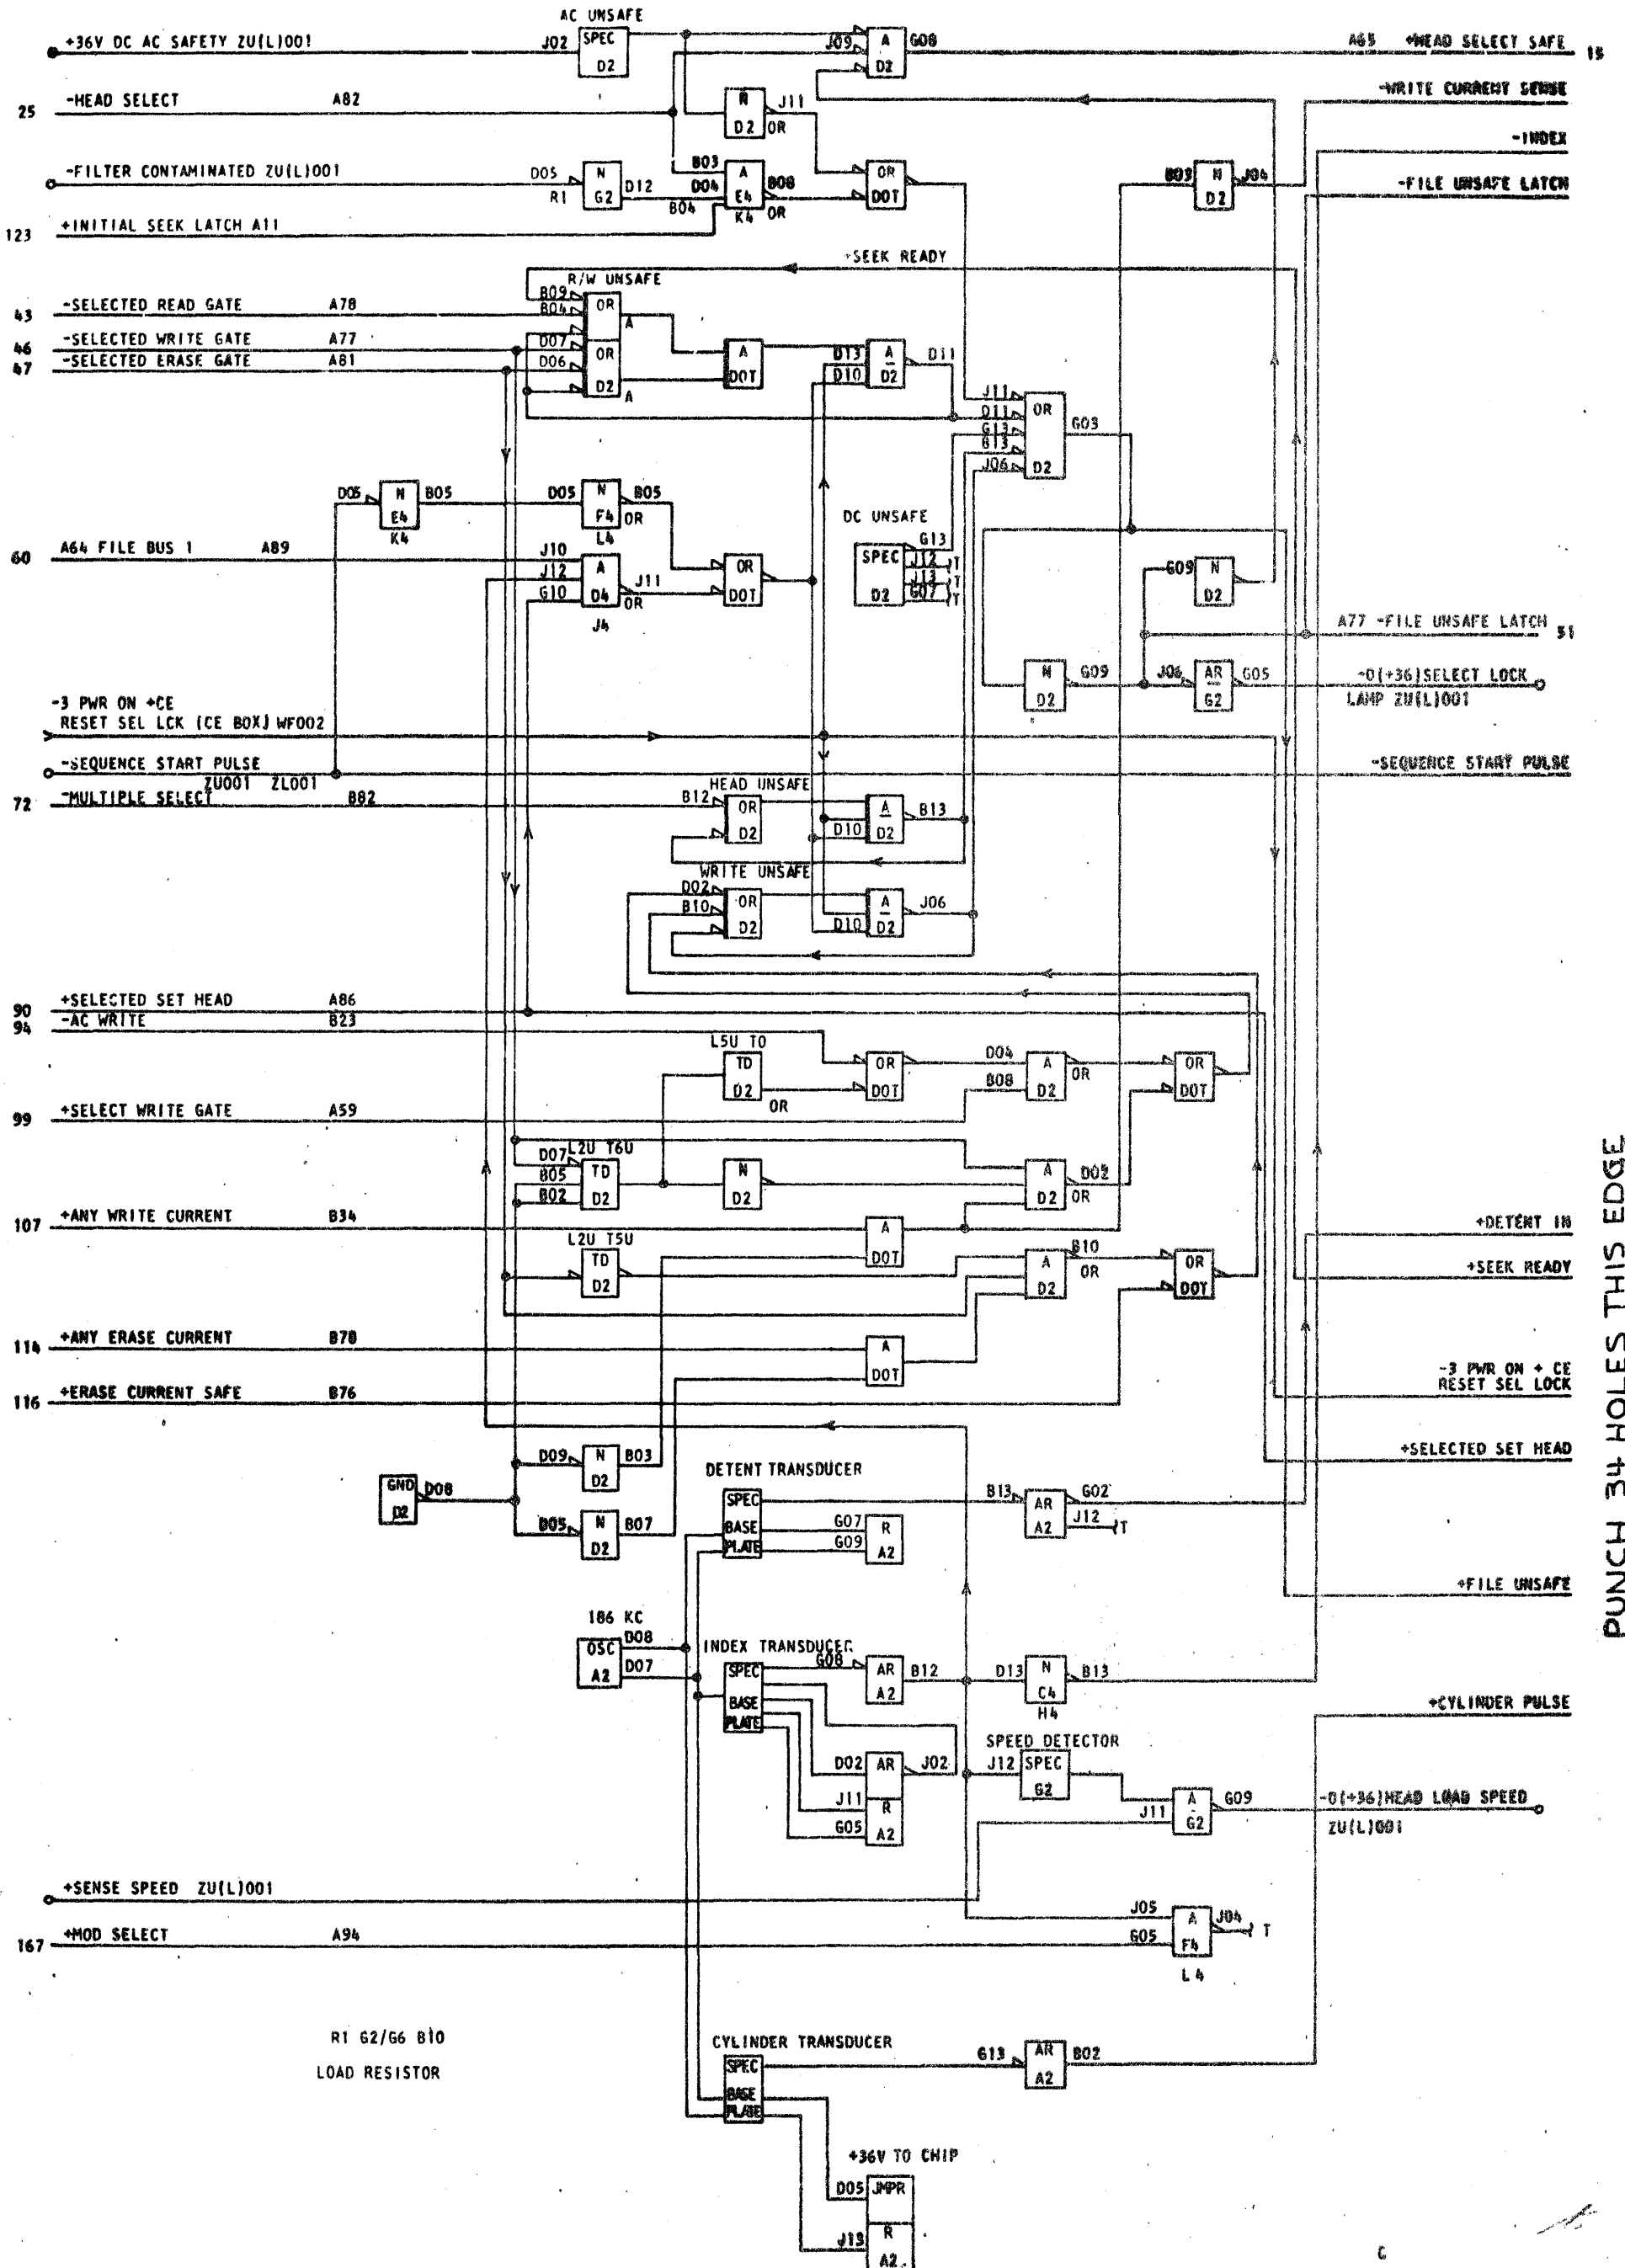 AC UNSAFE
+36V DC AC SAFETY ZU(L)001
J02
SPEC
D2
J09
A
D2
G08
A65 +HEAD SELECT SAFE
15
-WRITE CURRENT SENSE
25
-HEAD SELECT
A82
N
D2
J11
OR
-INDEX
-FILTER CONTAMINATED ZU(L)001
D05
R1
N
G2
D12
B03
D04
B04
A
E4
K4
B08
OR
OR
DOT
B03
N
D2
J04
-FILE UNSAFE LATCH
123
+INITIAL SEEK LATCH A11
+SEEK READY
R/W UNSAFE
B09
B04
OR
A
43
-SELECTED READ GATE
A78
46
-SELECTED WRITE GATE
A77
D07
OR
47
-SELECTED ERASE GATE
A81
D06
D2
A
A
DOT
D13
D10
A
D2
D11
J11
D11
G13
B13
J06
OR
D2
G03
D05
N
E4
K4
B05
D05
N
F4
L4
B05
OR
DC UNSAFE
SPEC
D2
G13
J12
T
J13
T
G07
T
60
A64 FILE BUS 1
A89
J10
J12
G10
A
D4
J4
J11
OR
OR
DOT
G09
N
D2
A77 -FILE UNSAFE LATCH
51
N
D2
G09
J06
AR
G2
G05
-0(+36)SELECT LOCK
LAMP ZU(L)001
-3 PWR ON +CE
RESET SEL LCK (CE BOX) WF002
-SEQUENCE START PULSE
ZU001 ZL001
-SEQUENCE START PULSE
72
-MULTIPLE SELECT
B82
HEAD UNSAFE
B12
OR
D2
D10
A
D2
B13
WRITE UNSAFE
D02
B10
OR
D2
D10
A
D2
J06
90
+SELECTED SET HEAD
A86
94
-AC WRITE
B23
L5U T0
TD
D2
OR
OR
DOT
D04
B08
A
D2
OR
OR
DOT
99
+SELECT WRITE GATE
A59
L2U T6U
D07
B05
B02
TD
D2
N
D2
A
D2
D02
OR
107
+ANY WRITE CURRENT
B34
A
DOT
+DETENT IN
L2U T5U
TD
D2
A
D2
B10
OR
OR
DOT
+SEEK READY
114
+ANY ERASE CURRENT
B78
A
DOT
-3 PWR ON + CE
RESET SEL LOCK
116
+ERASE CURRENT SAFE
B76
+SELECTED SET HEAD
D09
N
D2
B03
GND
D2
D08
B05
N
D2
B07
DETENT TRANSDUCER
SPEC
BASE
PLATE
G07
G09
R
A2
B13
AR
A2
G02
J12
T
+FILE UNSAFE
186 KC
OSC
A2
D08
D07
INDEX TRANSDUCER
SPEC
BASE
PLATE
G08
AR
A2
B12
D13
N
C4
H4
B13
+CYLINDER PULSE
D02
AR
J02
J11
G05
R
A2
SPEED DETECTOR
J12
SPEC
G2
J11
A
G2
G09
-0(+36)HEAD LOAD SPEED
ZU(L)001
+SENSE SPEED ZU(L)001
167
+MOD SELECT
A94
J05
G05
A
F4
L4
J04
T
R1 G2/G6 B10
LOAD RESISTOR
CYLINDER TRANSDUCER
SPEC
BASE
PLATE
G13
AR
A2
B02
+36V TO CHIP
D05
JMPR
J13
R
A2
PUNCH 34 HOLES THIS EDGE